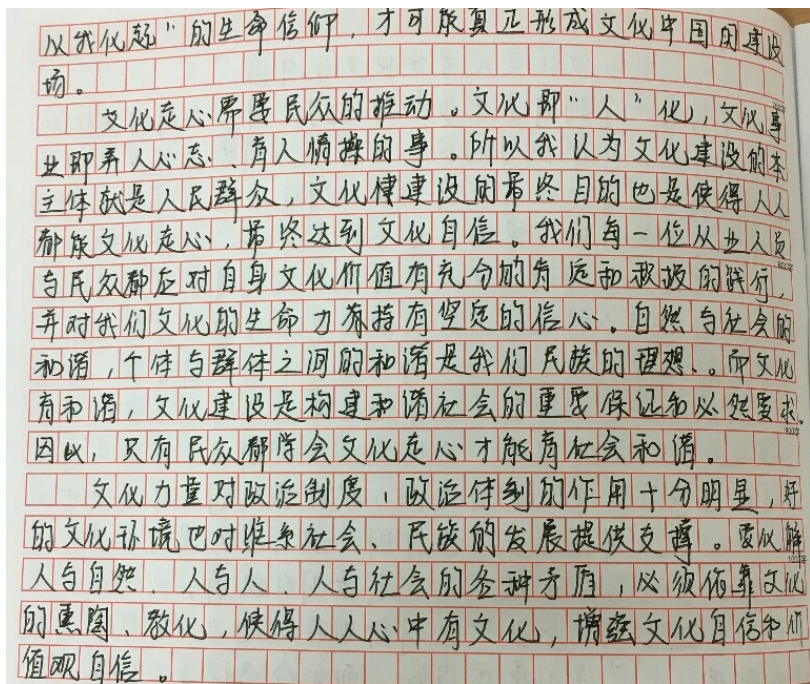 以我化起"的生命信仰，才可能真正形成文化中国的建设
场。
文化走心需要民众的推动。文化即"人"化，文化事
业即弄人心志、育人情操的事。所以我认为文化建设的本
主体就是人民群众，文化建设的最终目的也是使得人人
都能文化走心，最终达到文化自信。我们每一位从业人员
与民众都应对自身文化价值有充分的肯定和积极的践行，
并对我们文化的生命力有持有坚定的信心。自然与社会的
和谐，个体与群体之间的和谐是我们民族的理想。而文化
育和谐，文化建设是构建和谐社会的重要保证和必然要求。
因此，只有民众都学会文化走心才能育社会和谐。
文化力量对政治制度，政治体制的作用十分明显，好
的文化环境也对维系社会、民族的发展提供支撑。要化解
人与自然、人与人、人与社会的各种矛盾，必须依靠文化
的熏陶、教化，使得人人心中有文化，增强文化自信和价
值观自信。